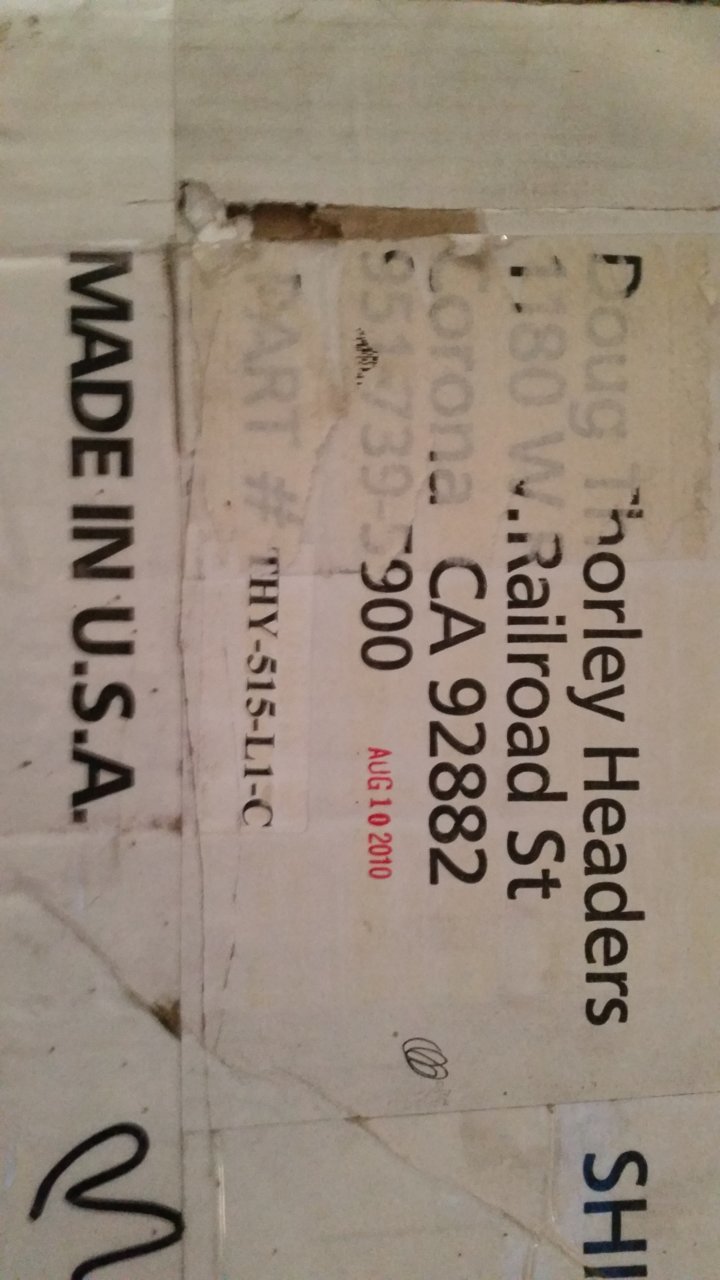 Doug Thorley Headers
1180 W.Railroad St
Corona CA 92882
951-739-5900
AUG 10 2010
PART # THY-515-L1-C
MADE IN U.S.A.
SHI